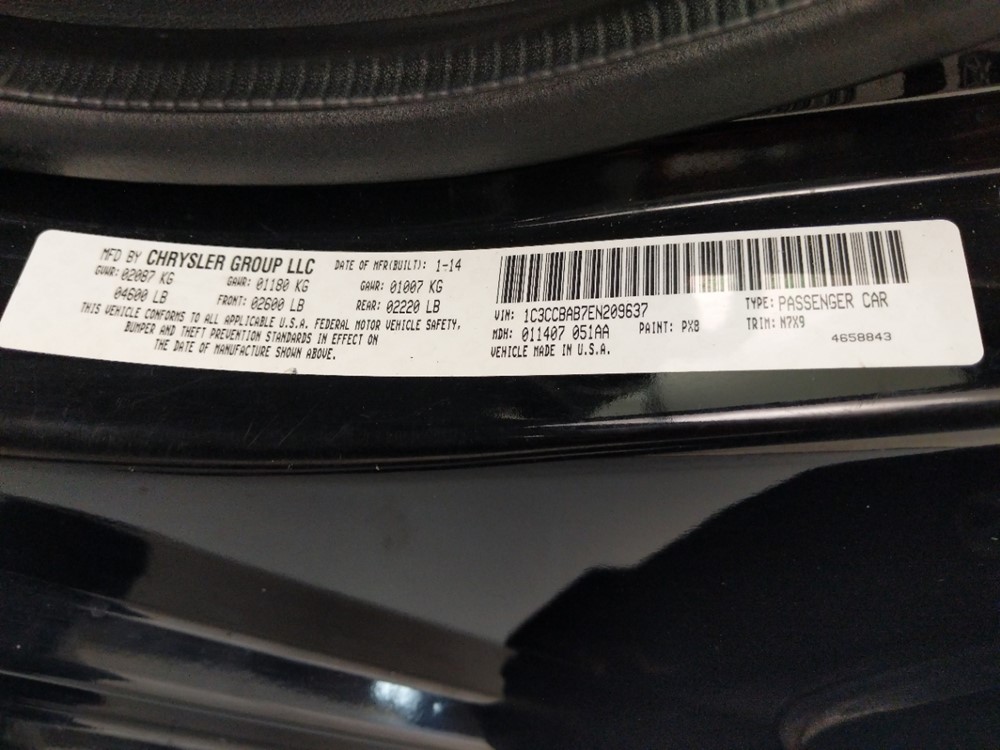 MFD BY CHRYSLER GROUP LLC DATE OF MFR(BUILT): 1-14
GVWR: 02087 KG GAWR: 01180 KG GAWR: 01007 KG
04600 LB FRONT: 02600 LB REAR: 02220 LB
THIS VEHICLE CONFORMS TO ALL APPLICABLE U.S.A. FEDERAL MOTOR VEHICLE SAFETY,
BUMPER AND THEFT PREVENTION STANDARDS IN EFFECT ON
THE DATE OF MANUFACTURE SHOWN ABOVE.
VIN: 1C3CCBAB7EN209637 TYPE: PASSENGER CAR
MDH: 011407 051AA PAINT: PX8 TRIM: N7X9
VEHICLE MADE IN U.S.A. 4658843